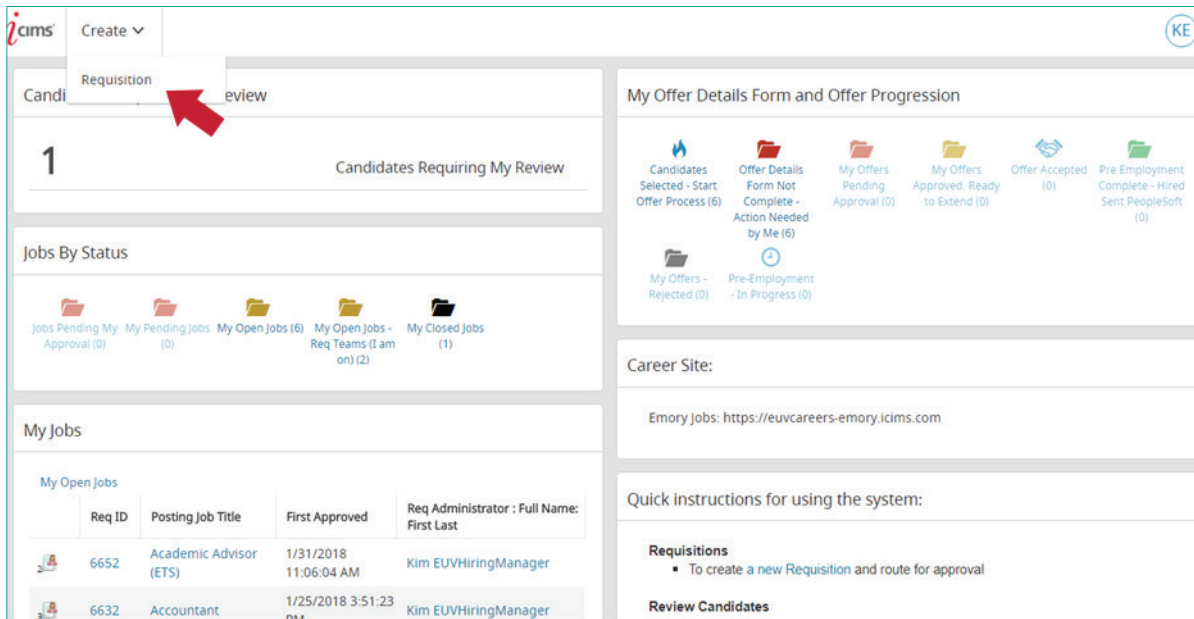 icims
Create
KE
Requisition
Candi
eview
1
Candidates Requiring My Review
Jobs By Status
Jobs Pending My
Approval (0)
My Pending Jobs
(0)
My Open Jobs (6)
My Open Jobs -
Req Teams (I am
on) (2)
My Closed Jobs
(1)
My Jobs
My Open Jobs
Req ID
Posting Job Title
First Approved
Req Administrator : Full Name:
First Last
2
6652
Academic Advisor
(ETS)
1/31/2018
11:06:04 AM
Kim EUVHiringManager
3
6632
Accountant
1/25/2018 3:51:23
PM
Kim EUVHiringManager
My Offer Details Form and Offer Progression
Candidates
Selected - Start
Offer Process (6)
Offer Details
Form Not
Complete -
Action Needed
by Me (6)
My Offers
Pending
Approval (0)
My Offers
Approved, Ready
to Extend (0)
Offer Accepted
(0)
Pre Employment
Complete - Hired
Sent PeopleSoft
(0)
My Offers -
Rejected (0)
Pre-Employment
- In Progress (0)
Career Site:
Emory Jobs: https://euvcareers-emory.icims.com
Quick instructions for using the system:
Requisitions
▪ To create a new Requisition and route for approval
Review Candidates